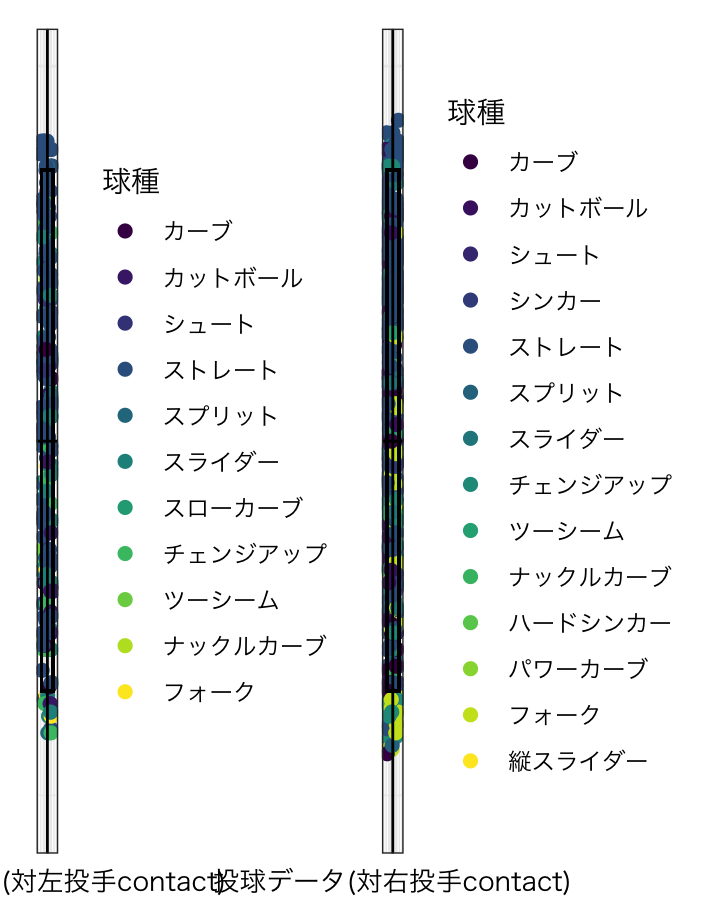 球種
カーブ
カットボール
シュート
ストレート
スプリット
スライダー
スローカーブ
チェンジアップ
ツーシーム
ナックルカーブ
フォーク
(対左投手contact)
球種
カーブ
カットボール
シュート
シンカー
ストレート
スプリット
スライダー
チェンジアップ
ツーシーム
ナックルカーブ
ハードシンカー
パワーカーブ
フォーク
縦スライダー
投球データ(対右投手contact)